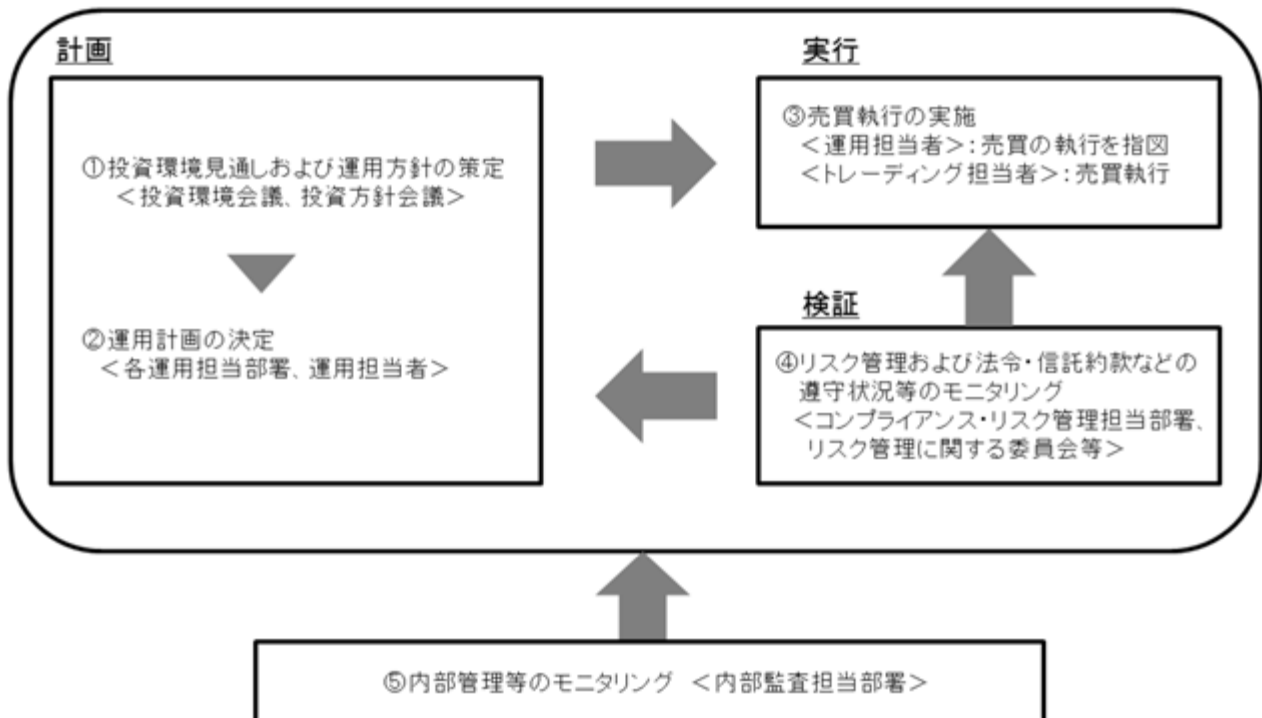 計画
①投資環境見通しおよび運用方針の策定
＜投資環境会議、投資方針会議＞
②運用計画の決定
＜各運用担当部署、運用担当者＞
実行
③売買執行の実施
＜運用担当者＞：売買の執行を指図
＜トレーディング担当者＞：売買執行
検証
④リスク管理および法令・信託約款などの
遵守状況等のモニタリング
＜コンプライアンス・リスク管理担当部署、
リスク管理に関する委員会等＞
⑤内部管理等のモニタリング ＜内部監査担当部署＞